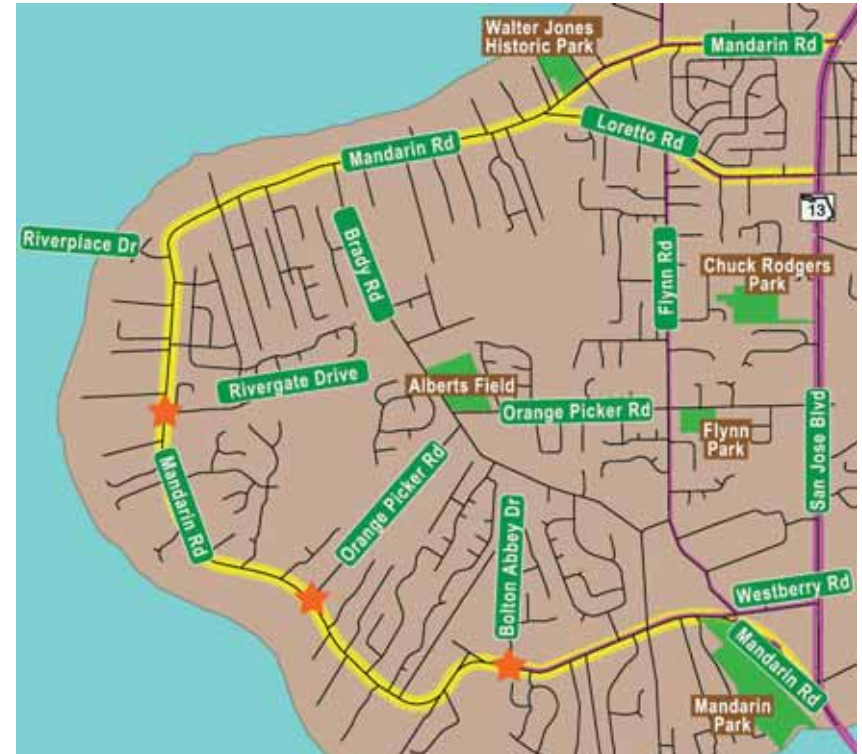 Walter Jones
Historic Park
Mandarin Rd
Loretto Rd
Mandarin Rd
13
Riverplace Dr
Brady Rd
Flynn Rd
Chuck Rodgers
Park
Rivergate Drive
Alberts Field
Orange Picker Rd
Flynn
Park
San Jose Blvd
Mandarin Rd
Orange Picker Rd
Bolton Abbey Dr
Westberry Rd
Mandarin Rd
Mandarin
Park